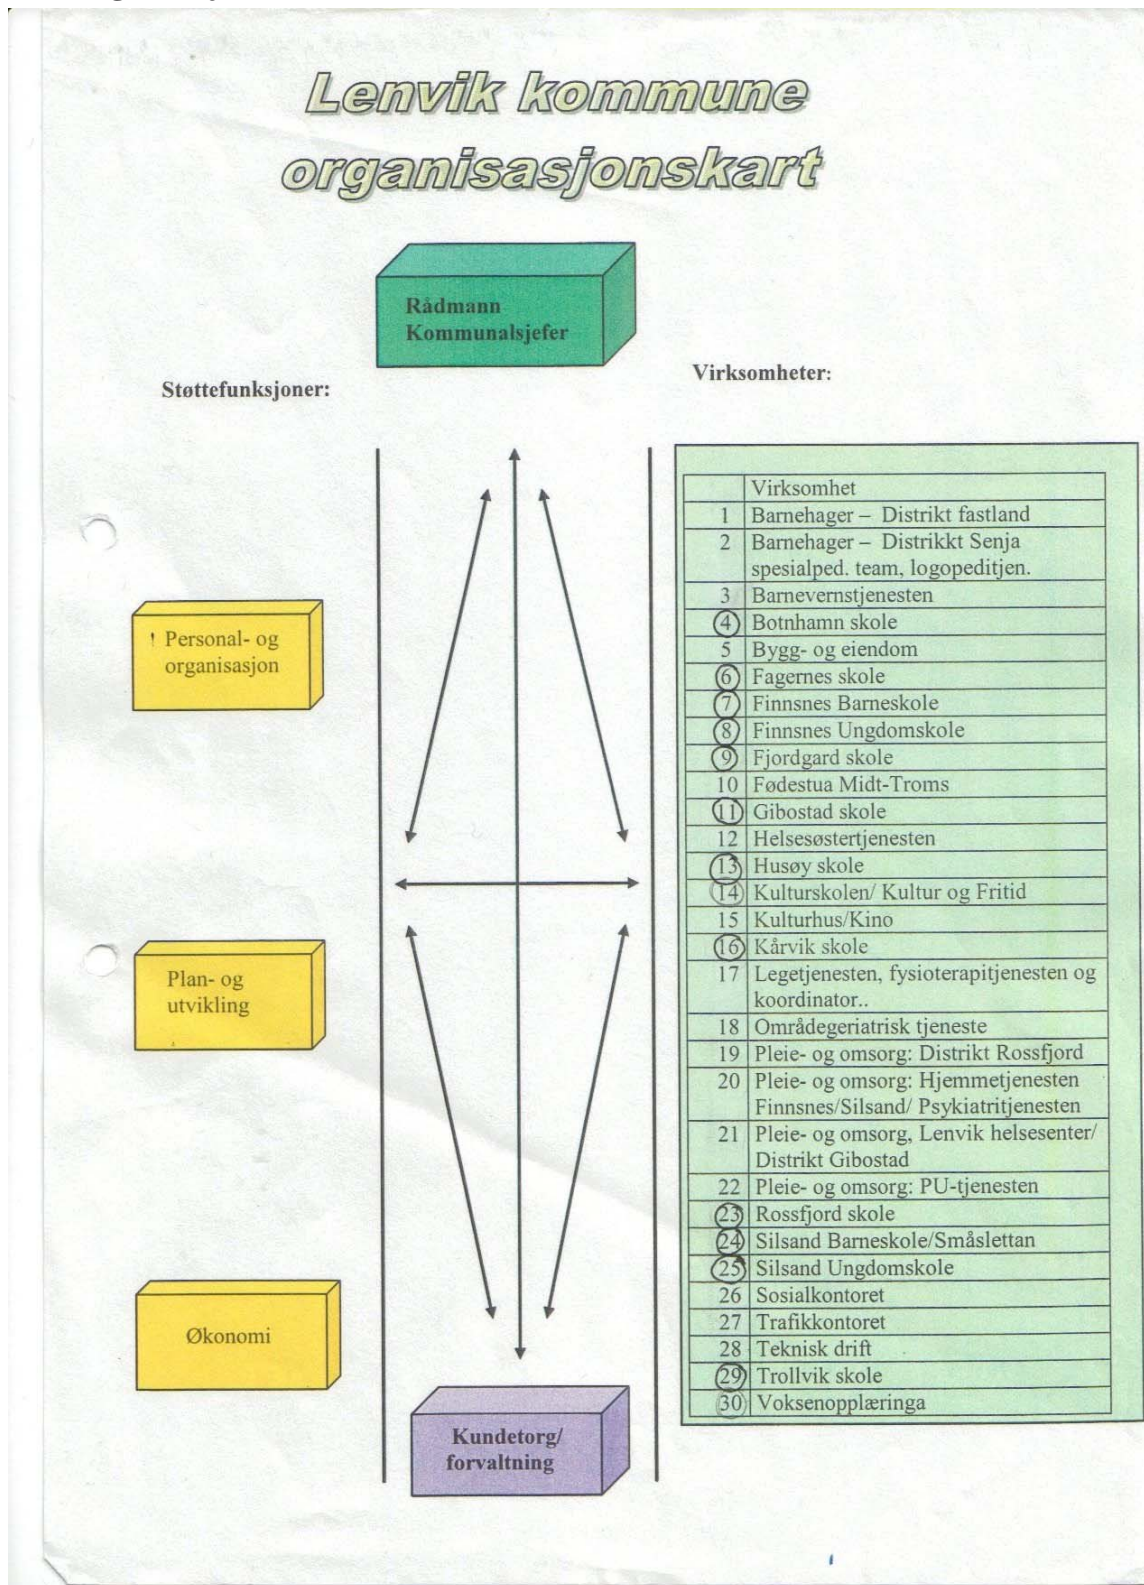 Lenvik kommune
organisasjonskart
Rådmann
Kommunalsjefer
Støttefunksjoner:
Virksomheter:
Personal- og
organisasjon
Plan- og
utvikling
Økonomi
Kundetorg/
forvaltning
Virksomhet
1 Barnehager – Distrikt fastland
2 Barnehager – Distrikkt Senja
spesialped. team, logopeditjen.
3 Barnevernstjenesten
4 Botnhamn skole
5 Bygg- og eiendom
6 Fagernes skole
7 Finnsnes Barneskole
8 Finnsnes Ungdomskole
9 Fjordgard skole
10 Fødestua Midt-Troms
11 Gibostad skole
12 Helsesøstertjenesten
13 Husøy skole
14 Kulturskolen/ Kultur og Fritid
15 Kulturhus/Kino
16 Kårvik skole
17 Legetjenesten, fysioterapitjenesten og
koordinator..
18 Områdegeriatrisk tjeneste
19 Pleie- og omsorg: Distrikt Rossfjord
20 Pleie- og omsorg: Hjemmetjenesten
Finnsnes/Silsand/ Psykiatritjenesten
21 Pleie- og omsorg, Lenvik helsesenter/
Distrikt Gibostad
22 Pleie- og omsorg: PU-tjenesten
23 Rossfjord skole
24 Silsand Barneskole/Småslettan
25 Silsand Ungdomskole
26 Sosialkontoret
27 Trafikkontoret
28 Teknisk drift
29 Trollvik skole
30 Voksenopplæringa